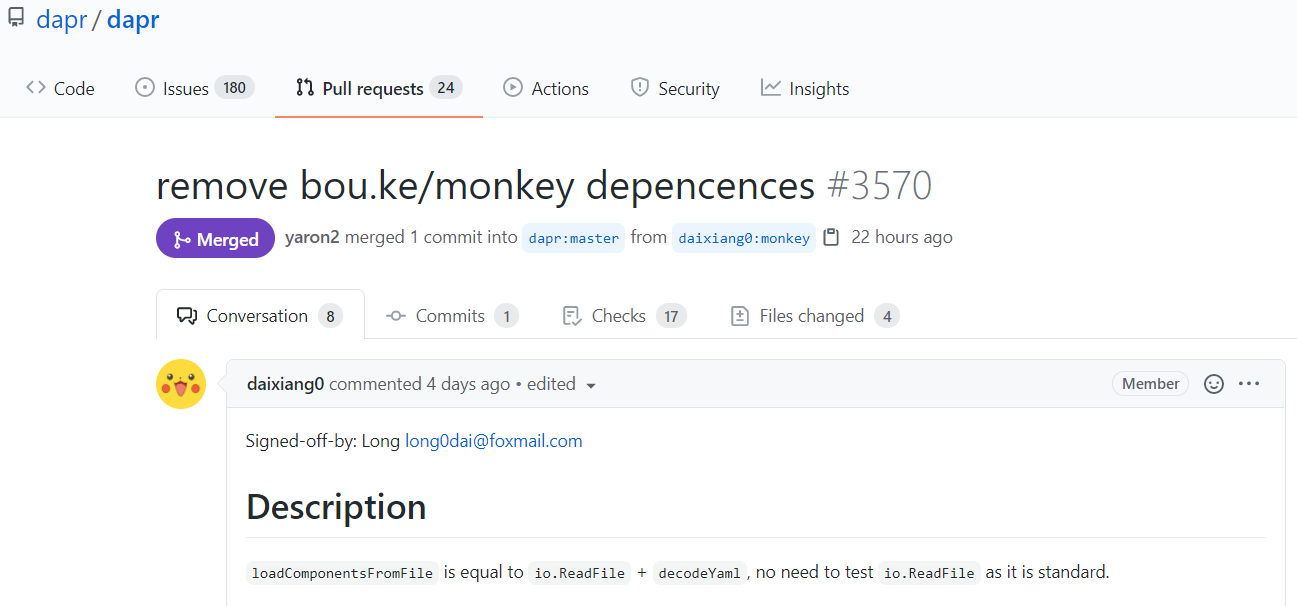 dapr / dapr
Code Issues 180 Pull requests 24 Actions Security Insights
remove bou.ke/monkey depencences #3570
Merged yaron2 merged 1 commit into dapr:master from daixiang0:monkey 22 hours ago
Conversation 8 Commits 1 Checks 17 Files changed 4
daixiang0 commented 4 days ago • edited Member
Signed-off-by: Long long0dai@foxmail.com
Description
loadComponentsFromFile is equal to io.ReadFile + decodeYaml, no need to test io.ReadFile as it is standard.